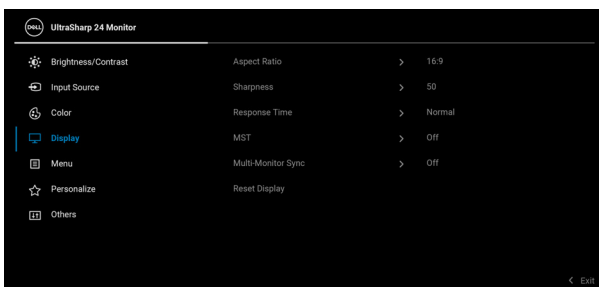 DELL UltraSharp 24 Monitor
Brightness/Contrast Aspect Ratio > 16:9
Input Source Sharpness > 50
Color Response Time > Normal
Display MST > Off
Menu Multi-Monitor Sync > Off
Personalize Reset Display
Others
< Exit